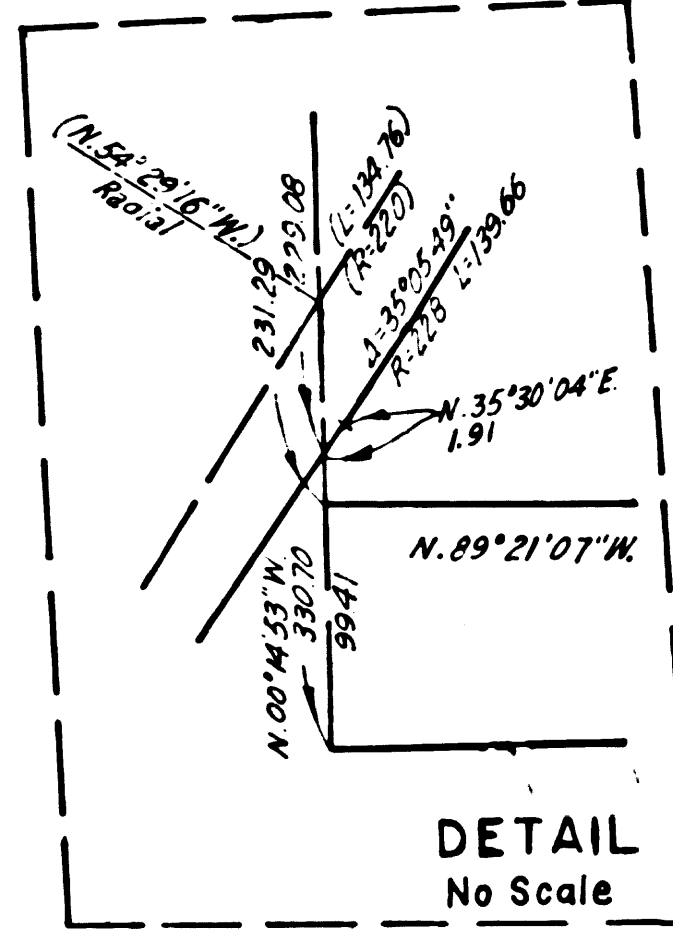 (N.54°29'16"W.)
Radial
231.29
229.08
(L=134.76)
(R=220)
Δ=35°05'49"
R=228 L=139.66
N.35°30'04"E.
1.91
N.89°21'07"W.
N.00°14'53"W.
330.70
99.41
DETAIL
No Scale